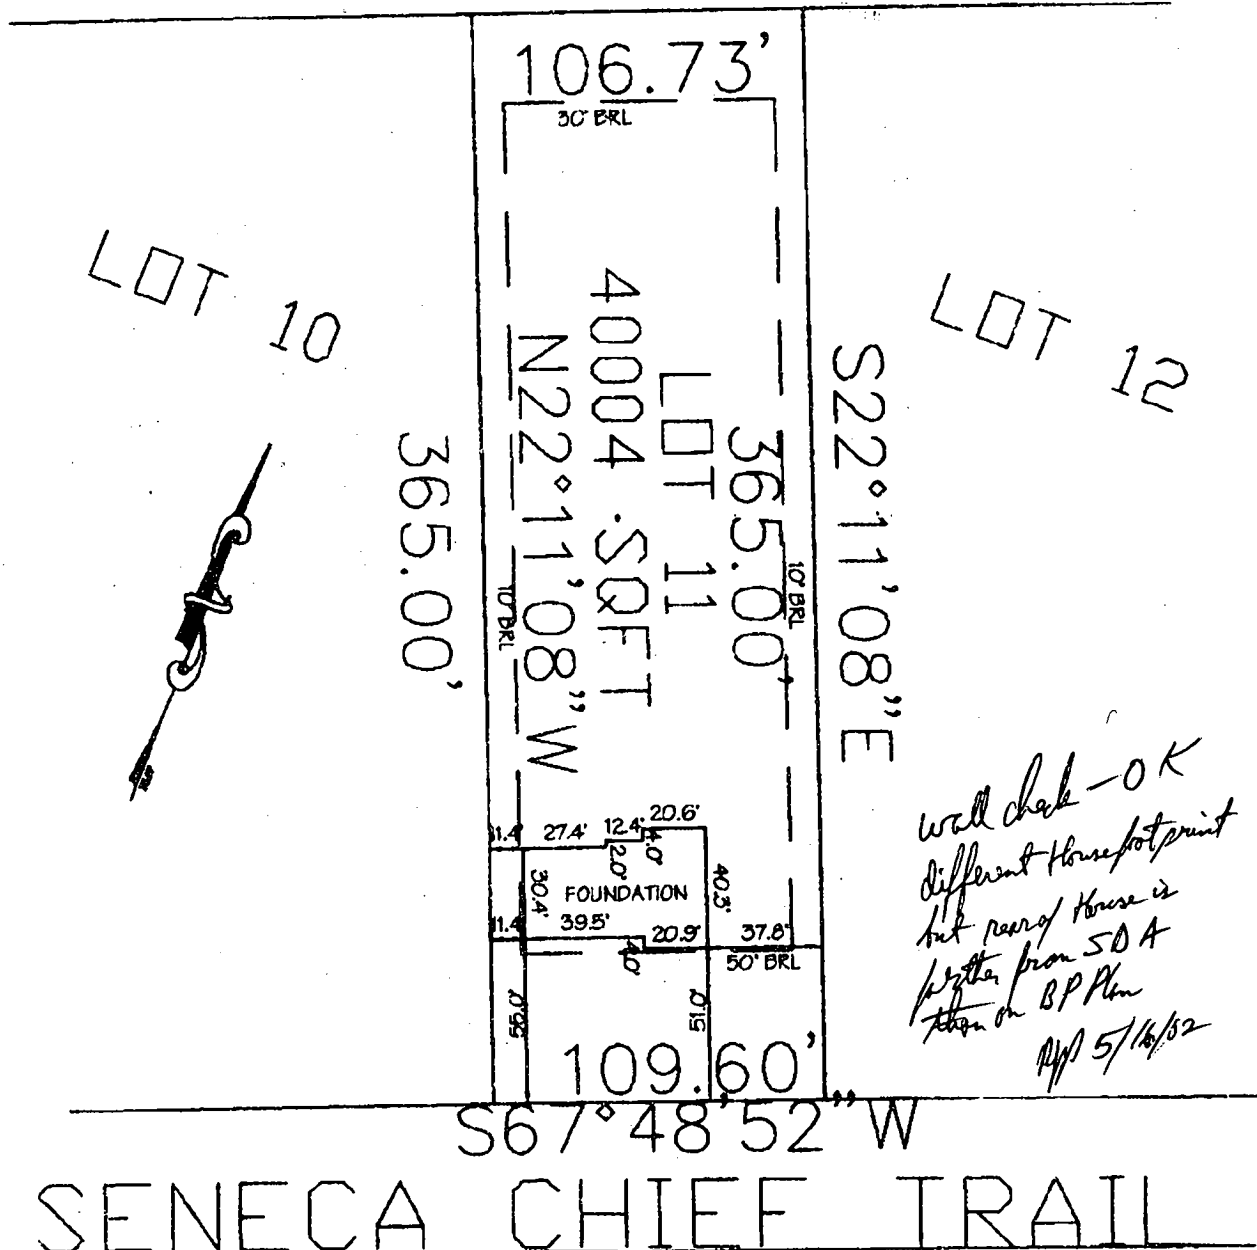 106.73'
30' BRL
LOT 10
LOT 12
40004 .SQFT
LOT 11
N22°11'08" W
365.00'
S22°11'08" E
365.00'
10' BRL
10' BRL
11.4'
27.4'
12.4'
20.6'
2.0'
4.0'
30.4'
FOUNDATION
40.3'
11.4'
39.5'
4.0'
20.9'
37.8'
50' BRL
55.0'
51.0'
109.60'
S67°48'52" W
SENECA CHIEF TRAIL
wall check - OK
different House footprint
but rear of House is
further from SDA
than on BP Plan
5/16/02